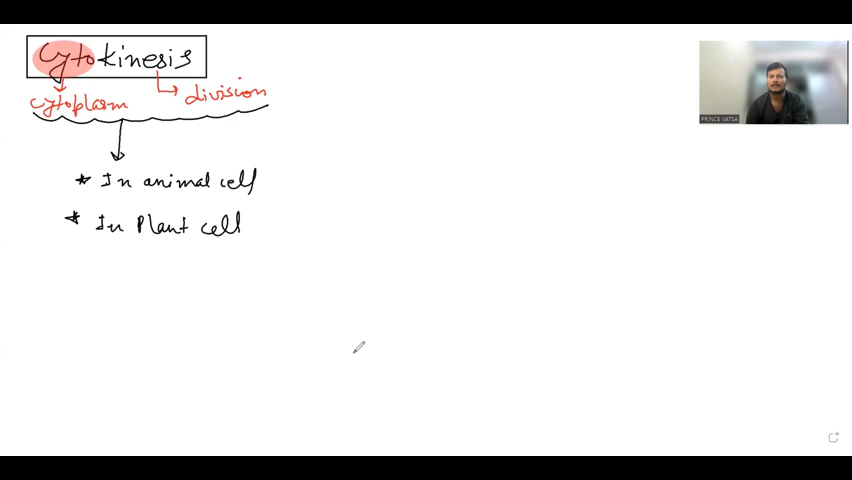 Cytokinesis
cytoplasm
division
* In animal cell
* In Plant cell
PRINCE VATSA